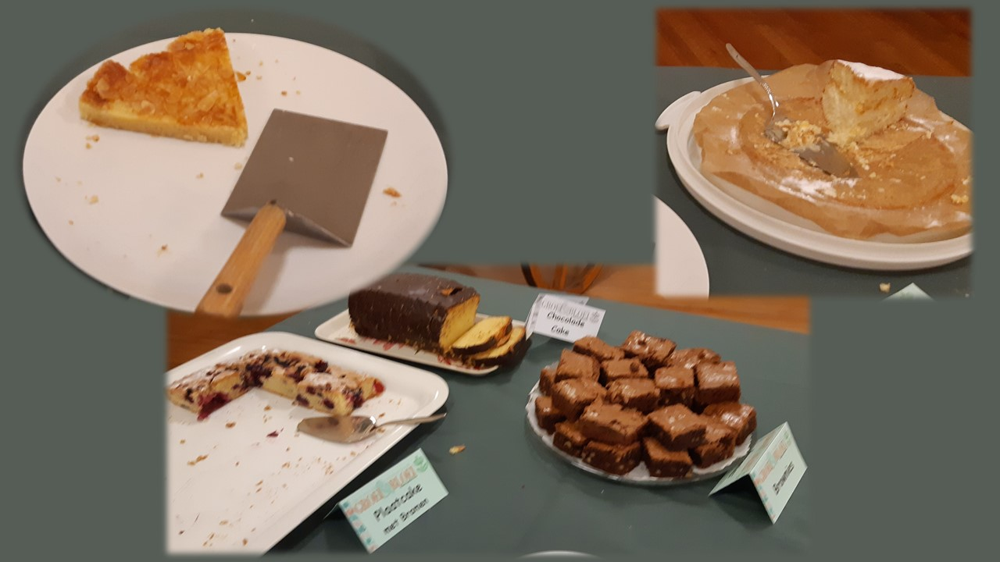 Chocolade
Cake
Plaatcake
met Bramen
Brownies